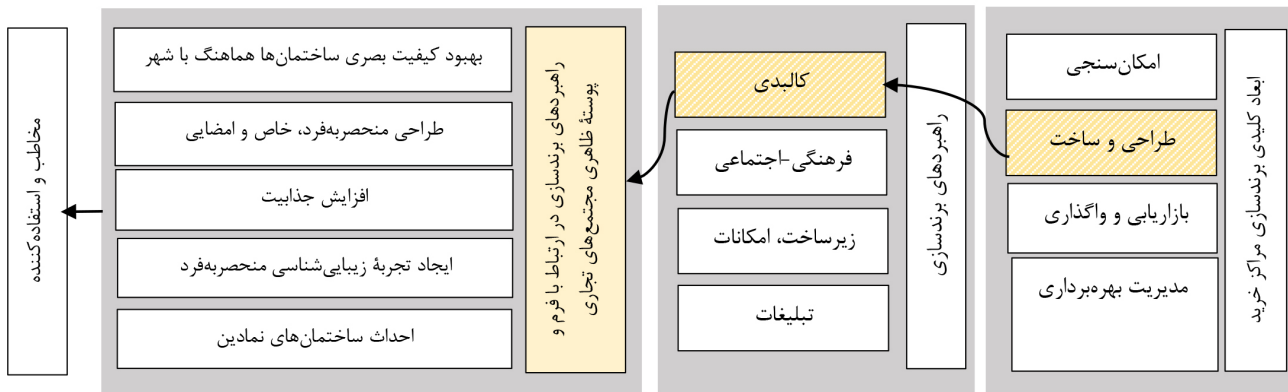 ابعاد کلیدی برندسازی مراکز خرید
امکان‌سنجی
طراحی و ساخت
بازاریابی و واگذاری
مدیریت بهره‌برداری
راهبردهای برندسازی
کالبدی
فرهنگی-اجتماعی
زیرساخت، امکانات
تبلیغات
راهبردهای برندسازی در ارتباط با فرم و
پوستۀ ظاهری مجتمع‌های تجاری
بهبود کیفیت بصری ساختمان‌ها هماهنگ با شهر
طراحی منحصربه‌فرد، خاص و امضایی
افزایش جذابیت
ایجاد تجربۀ زیبایی‌شناسی منحصربه‌فرد
احداث ساختمان‌های نمادین
مخاطب و استفاده‌کننده